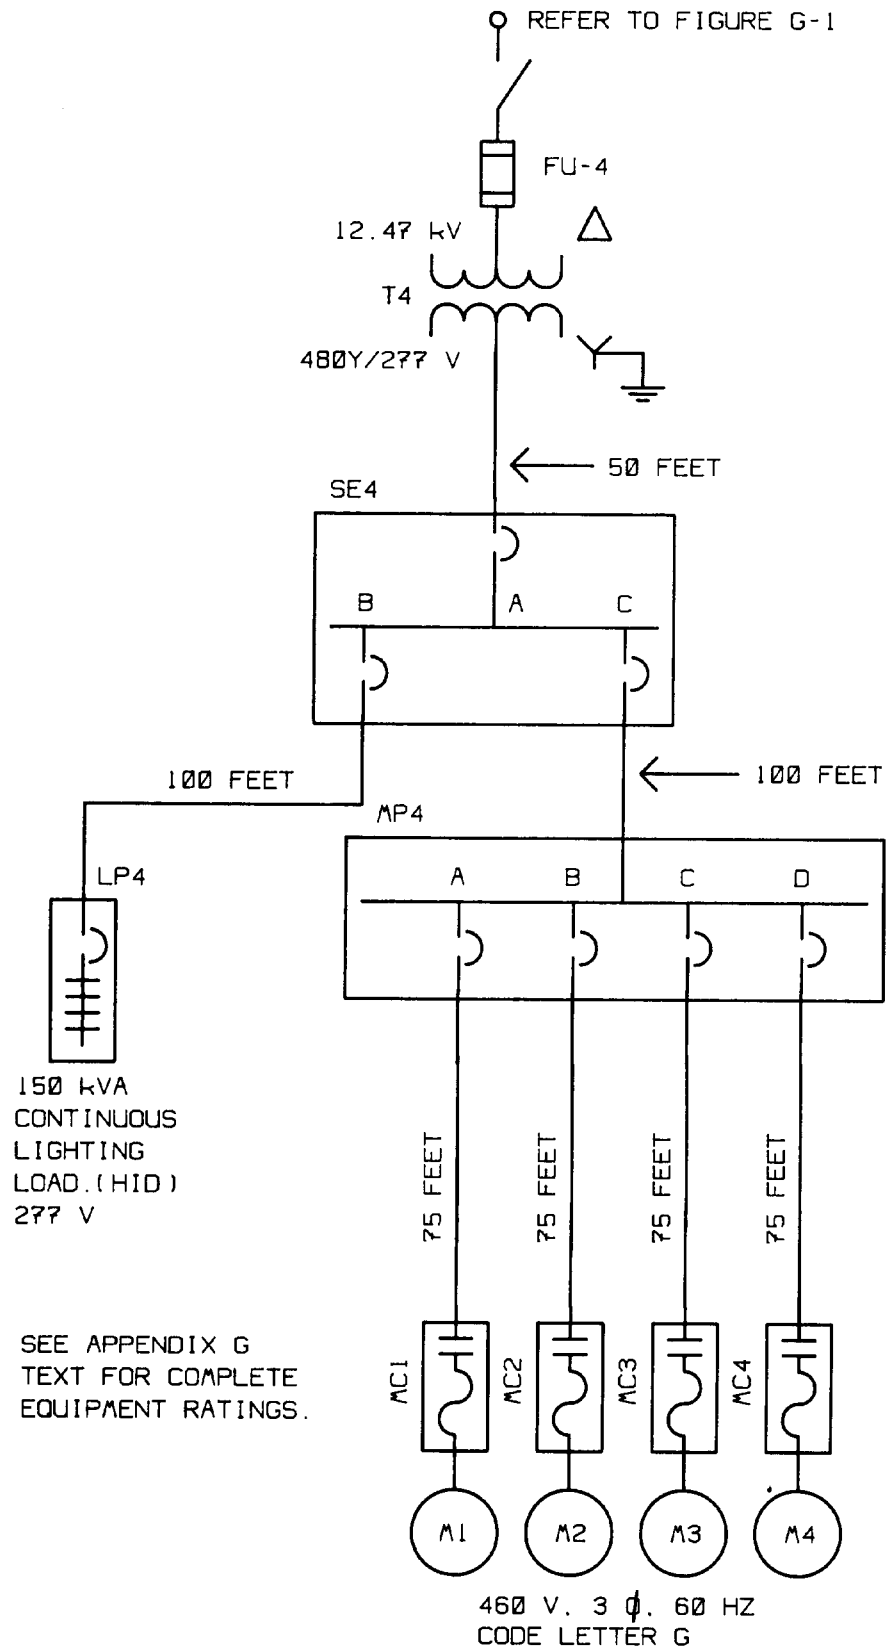 REFER TO FIGURE G-1
FU-4
12.47 kV
T4
480Y/277 V
50 FEET
SE4
B
A
C
100 FEET
100 FEET
MP4
LP4
A
B
C
D
150 kVA
CONTINUOUS
LIGHTING
LOAD.(HID)
277 V
75 FEET
75 FEET
75 FEET
75 FEET
SEE APPENDIX G
TEXT FOR COMPLETE
EQUIPMENT RATINGS.
MC1
MC2
MC3
MC4
M1
M2
M3
M4
460 V. 3 ϕ. 60 HZ
CODE LETTER G